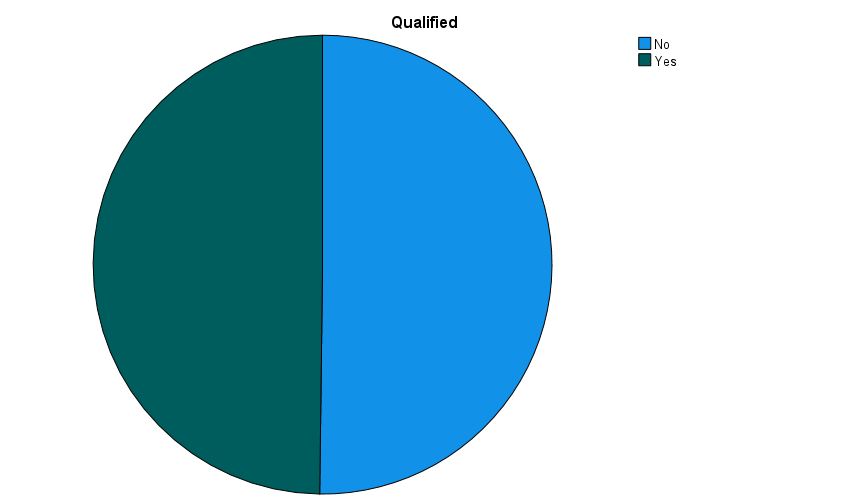 Qualified
No
Yes